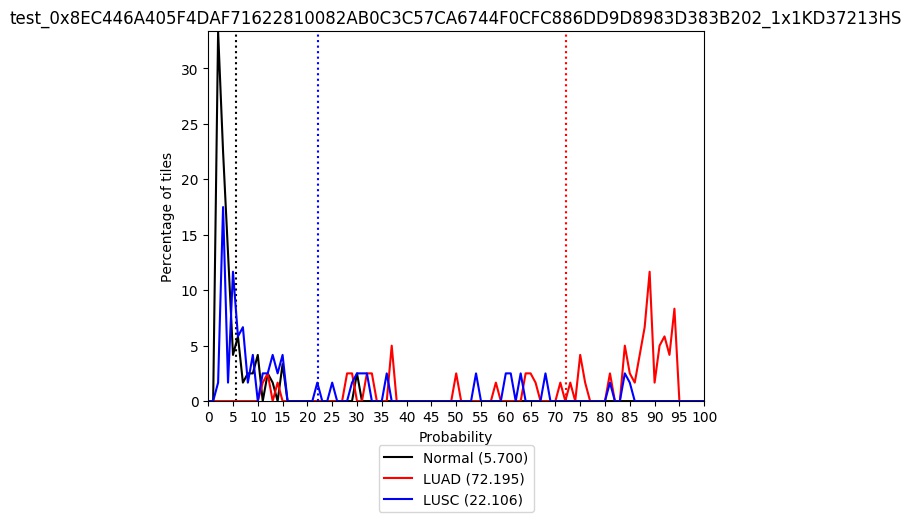 test_0x8EC446A405F4DAF71622810082AB0C3C57CA6744F0CFC886DD9D8983D383B202_1x1KD37213HS
30
25
20
15
10
5
0
Percentage of tiles
0 5 10 15 20 25 30 35 40 45 50 55 60 65 70 75 80 85 90 95 100
Probability
Normal (5.700)
LUAD (72.195)
LUSC (22.106)